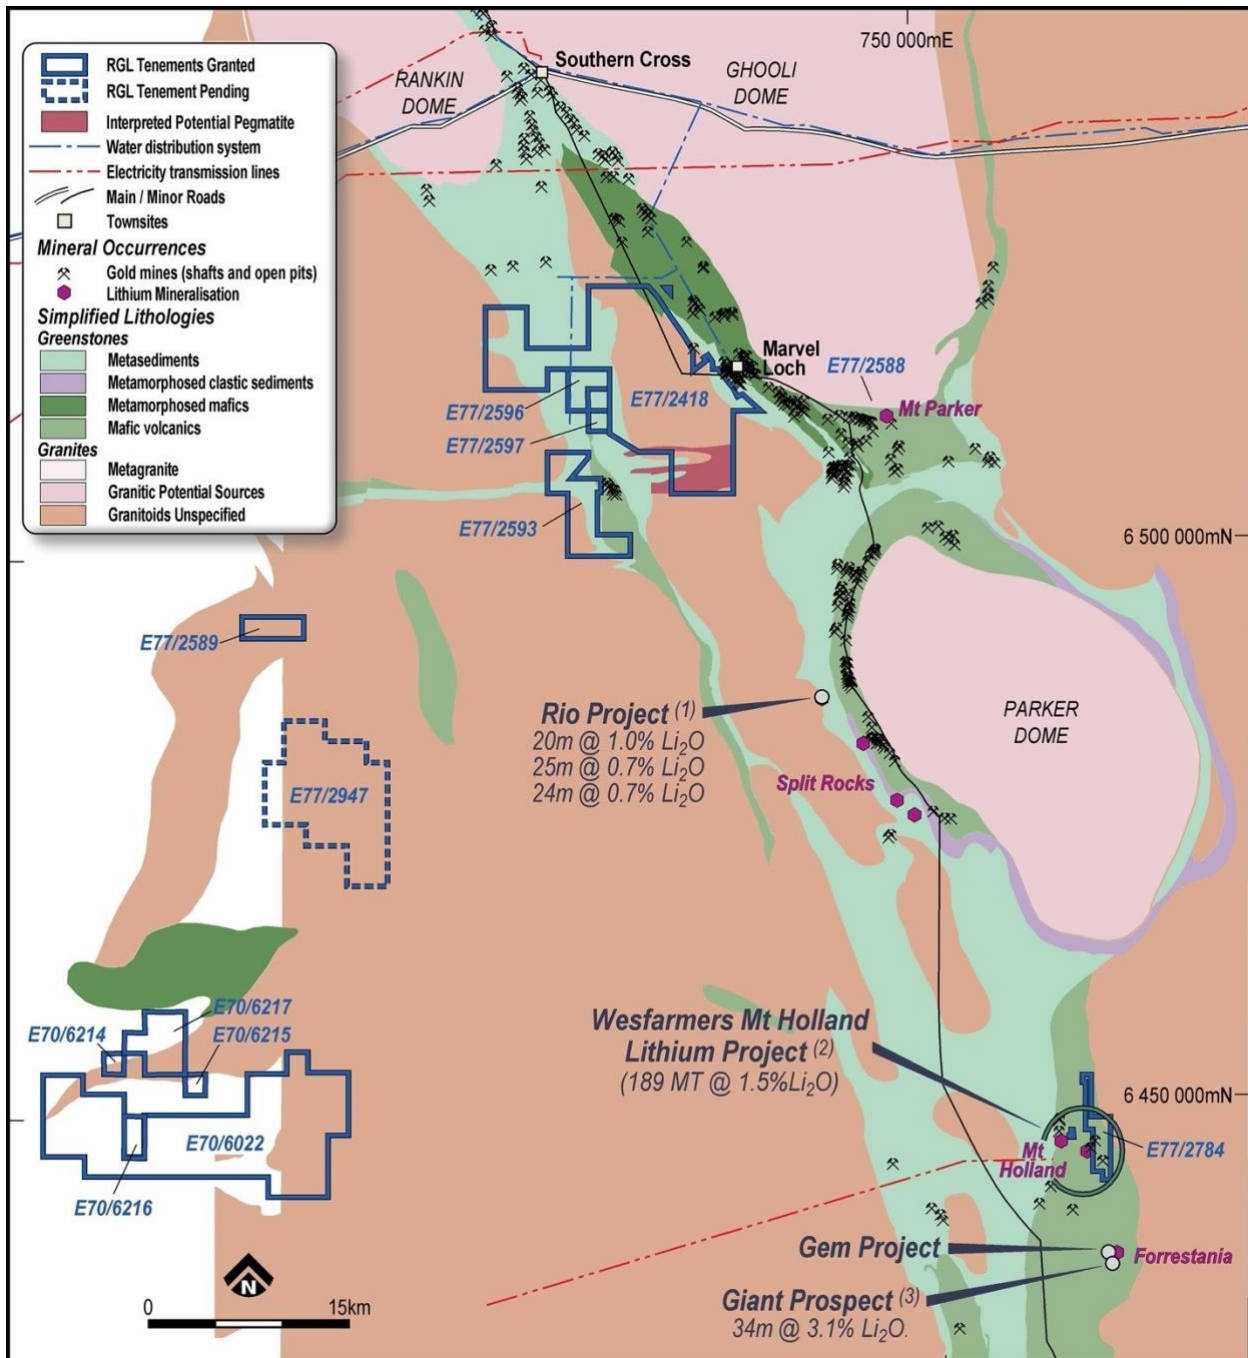 750 000mE
RGL Tenements Granted
RGL Tenement Pending
Interpreted Potential Pegmatite
Water distribution system
Electricity transmission lines
Main / Minor Roads
Townsites
Mineral Occurrences
Gold mines (shafts and open pits)
Lithium Mineralisation
Simplified Lithologies
Greenstones
Metasediments
Metamorphosed clastic sediments
Metamorphosed mafics
Mafic volcanics
Granites
Metagranite
Granitic Potential Sources
Granitoids Unspecified
Southern Cross
RANKIN
DOME
GHOOLI
DOME
Marvel
Loch
E77/2588
Mt Parker
E77/2596
E77/2418
E77/2597
E77/2593
6 500 000mN
E77/2589
Rio Project (1)
20m @ 1.0% Li₂O
25m @ 0.7% Li₂O
24m @ 0.7% Li₂O
PARKER
DOME
E77/2947
Split Rocks
E70/6217
E70/6214
E70/6215
Wesfarmers Mt Holland
Lithium Project (2)
(189 MT @ 1.5%Li₂O)
6 450 000mN
E70/6022
E70/6216
Mt
Holland
E77/2784
Gem Project
Forrestania
Giant Prospect (3)
34m @ 3.1% Li₂O.
N
0
15km